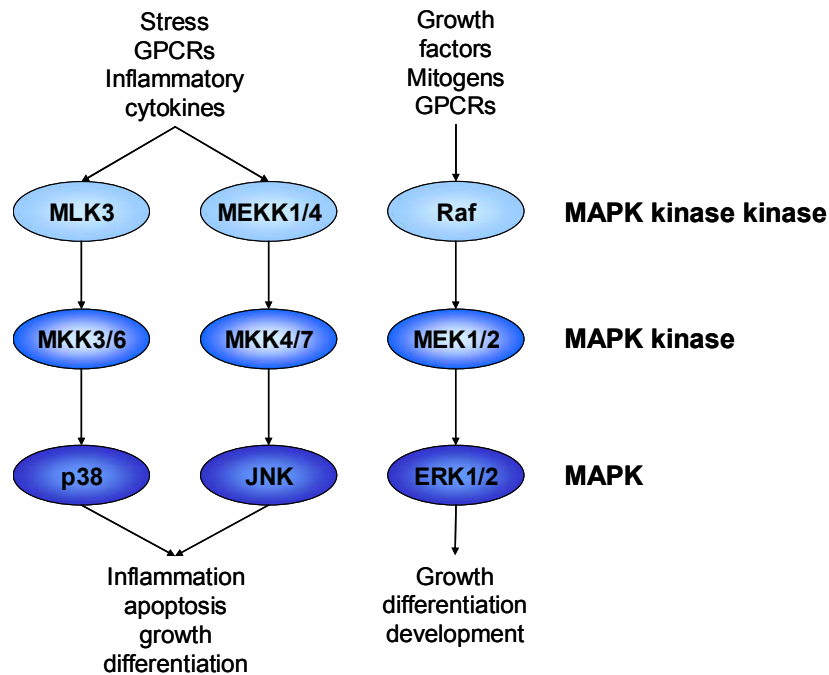 Stress
GPCRs
Inflammatory
cytokines
Growth
factors
Mitogens
GPCRs
MLK3
MEKK1/4
Raf
MAPK kinase kinase
MKK3/6
MKK4/7
MEK1/2
MAPK kinase
p38
JNK
ERK1/2
MAPK
Inflammation
apoptosis
growth
differentiation
Growth
differentiation
development